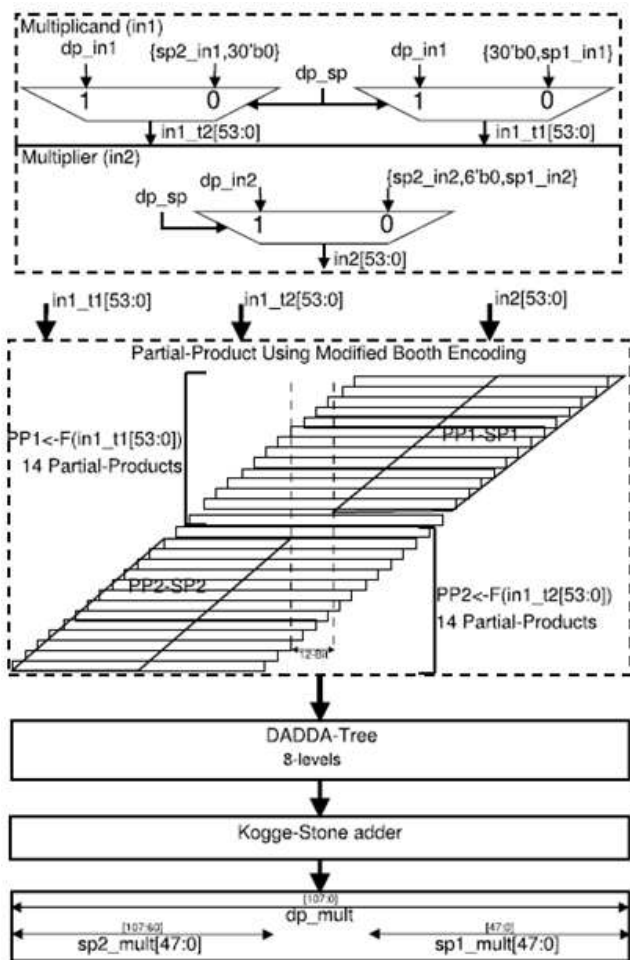 Multiplicand (in1)
dp_in1
{sp2_in1,30'b0}
dp_in1
{30'b0,sp1_in1}
dp_sp
1
0
1
0
in1_t2[53:0]
in1_t1[53:0]
Multiplier (in2)
dp_in2
{sp2_in2,6'b0,sp1_in2}
dp_sp
1
0
in2[53:0]
in1_t1[53:0]
in1_t2[53:0]
in2[53:0]
Partial-Product Using Modified Booth Encoding
PP1<-F(in1_t1[53:0])
14 Partial-Products
PP1-SP1
PP2-SP2
PP2<-F(in1_t2[53:0])
14 Partial-Products
12-Bit
DADDA-Tree
8-levels
Kogge-Stone adder
[107:0]
dp_mult
[107:60]
[47:0]
sp2_mult[47:0]
sp1_mult[47:0]